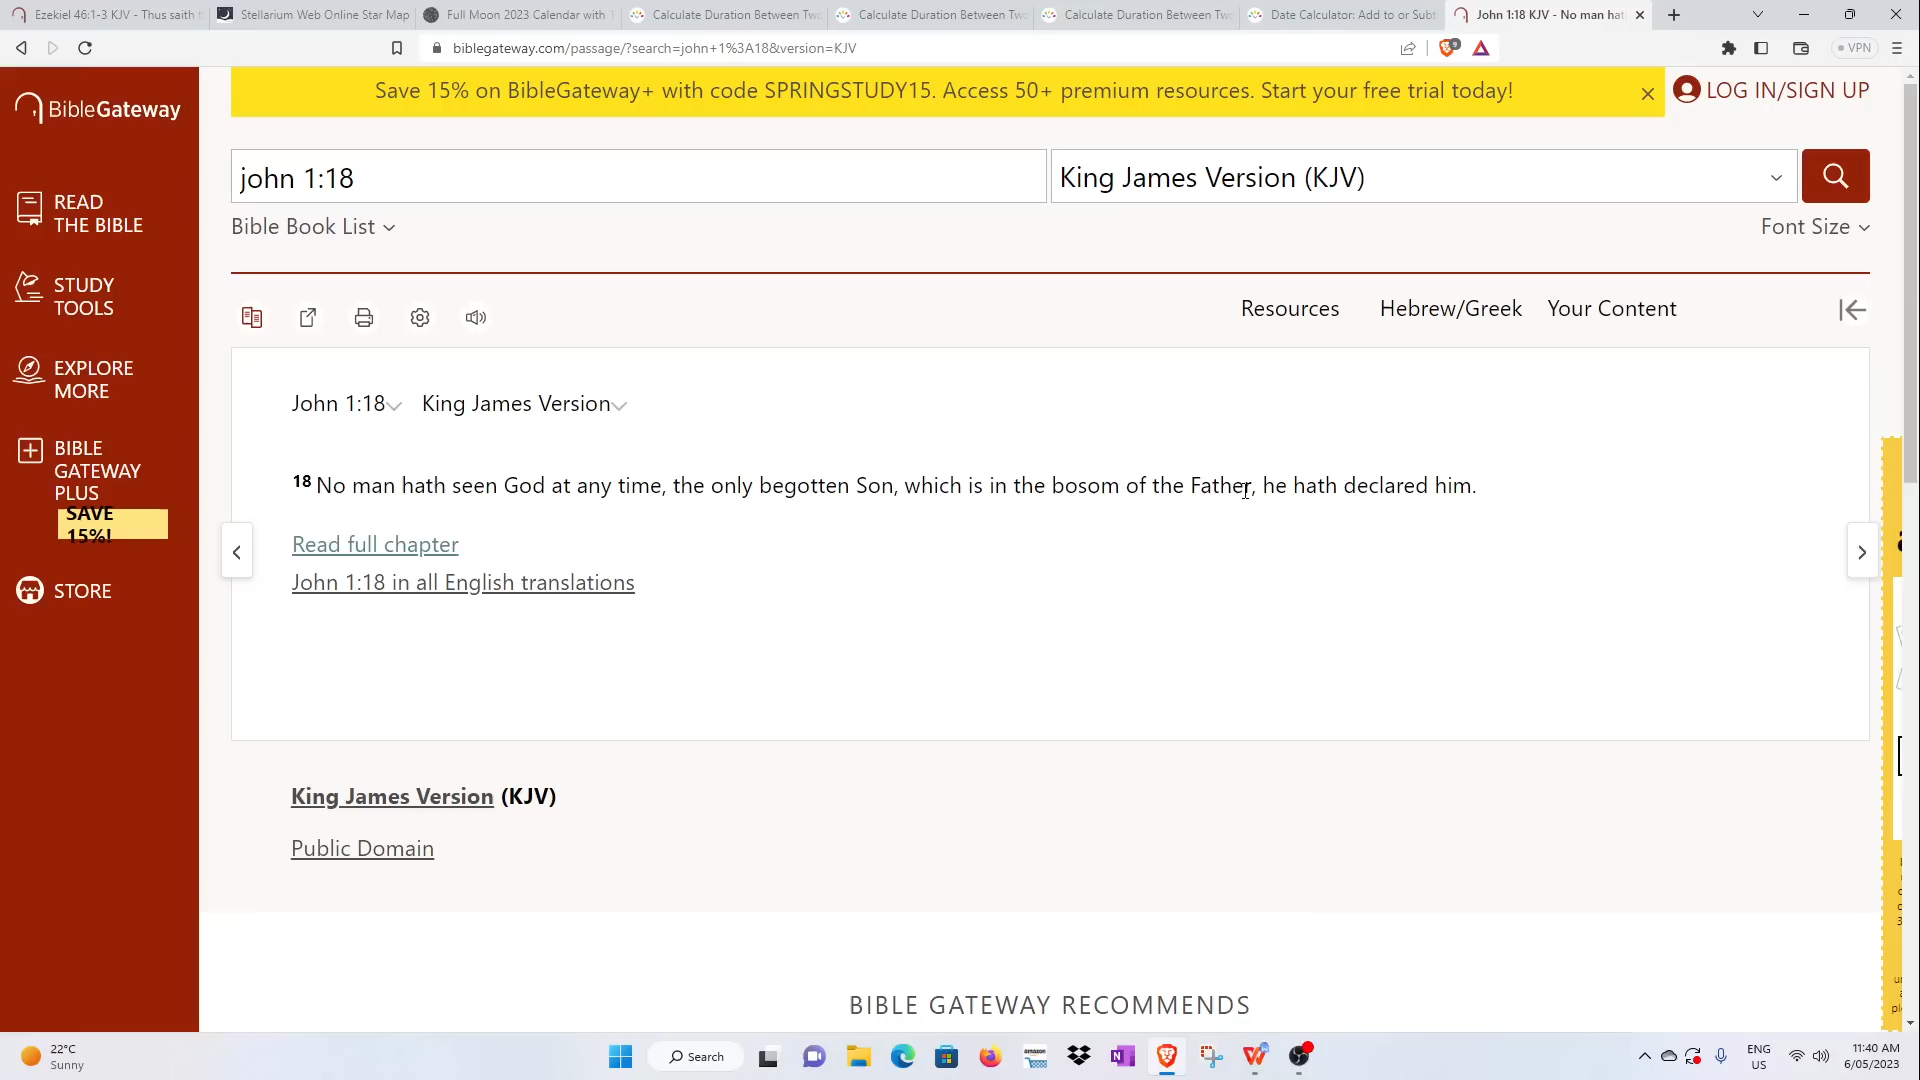 Ezekiel 46:1-3 KJV - Thus saith t
Stellarium Web Online Star Map
Full Moon 2023 Calendar with
Calculate Duration Between Two
Calculate Duration Between Two
Calculate Duration Between Two
Date Calculator: Add to or Subt
John 1:18 KJV - No man hat
biblegateway.com/passage/?search=john+1%3A18&version=KJV
VPN
BibleGateway
Save 15% on BibleGateway+ with code SPRINGSTUDY15. Access 50+ premium resources. Start your free trial today!
LOG IN/SIGN UP
john 1:18
King James Version (KJV)
Bible Book List
Font Size
READ
THE BIBLE
STUDY
TOOLS
EXPLORE
MORE
BIBLE
GATEWAY
PLUS
SAVE
15%!
STORE
Resources
Hebrew/Greek
Your Content
John 1:18
King James Version
18 No man hath seen God at any time, the only begotten Son, which is in the bosom of the Father, he hath declared him.
Read full chapter
John 1:18 in all English translations
King James Version (KJV)
Public Domain
BIBLE GATEWAY RECOMMENDS
22°C
Sunny
Search
amazon
ENG
US
11:40 AM
6/05/2023